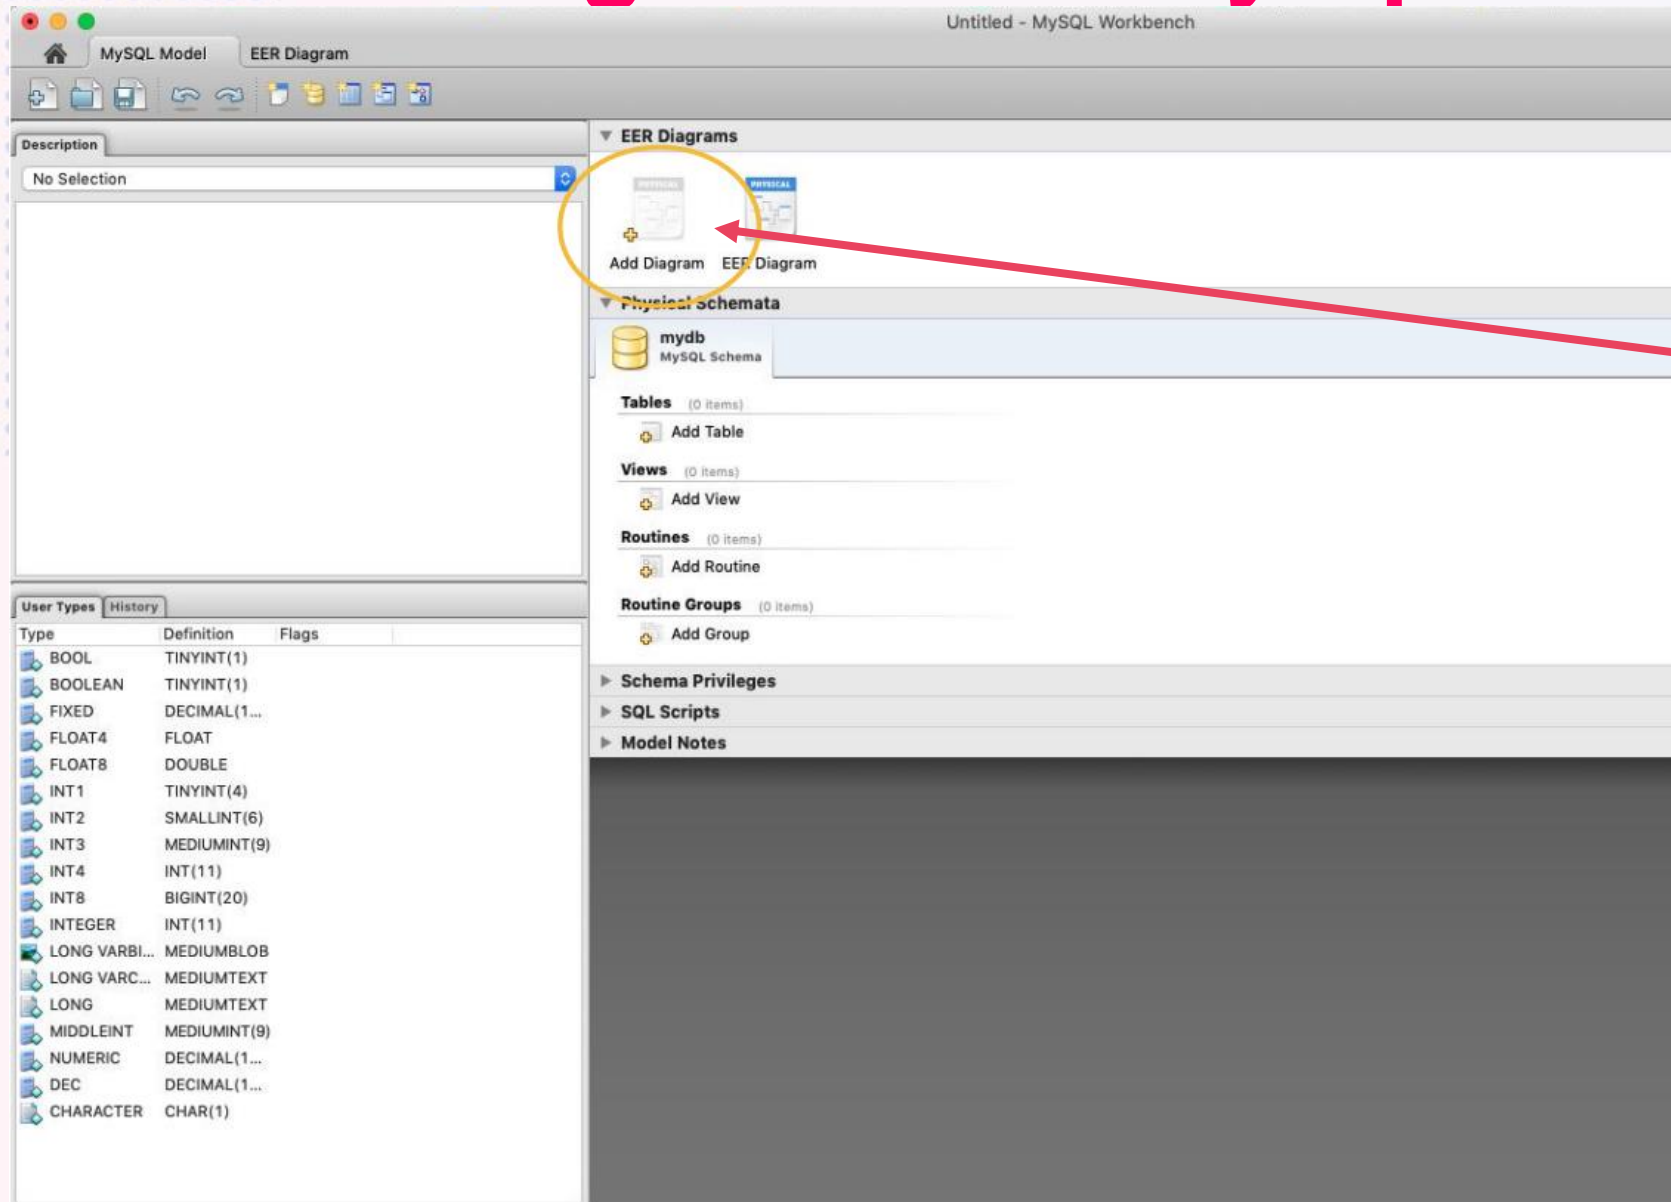 Untitled - MySQL Workbench
MySQL Model EER Diagram
Description
No Selection
EER Diagrams
PHYSICAL PHYSICAL
Add Diagram EER Diagram
Physical Schemata
mydb
MySQL Schema
Tables (0 items)
Add Table
Views (0 items)
Add View
Routines (0 items)
Add Routine
Routine Groups (0 items)
Add Group
Schema Privileges
SQL Scripts
Model Notes
User Types History
Type Definition Flags
BOOL TINYINT(1)
BOOLEAN TINYINT(1)
FIXED DECIMAL(1...
FLOAT4 FLOAT
FLOAT8 DOUBLE
INT1 TINYINT(4)
INT2 SMALLINT(6)
INT3 MEDIUMINT(9)
INT4 INT(11)
INT8 BIGINT(20)
INTEGER INT(11)
LONG VARBI... MEDIUMBLOB
LONG VARC... MEDIUMTEXT
LONG MEDIUMTEXT
MIDDLEINT MEDIUMINT(9)
NUMERIC DECIMAL(1...
DEC DECIMAL(1...
CHARACTER CHAR(1)